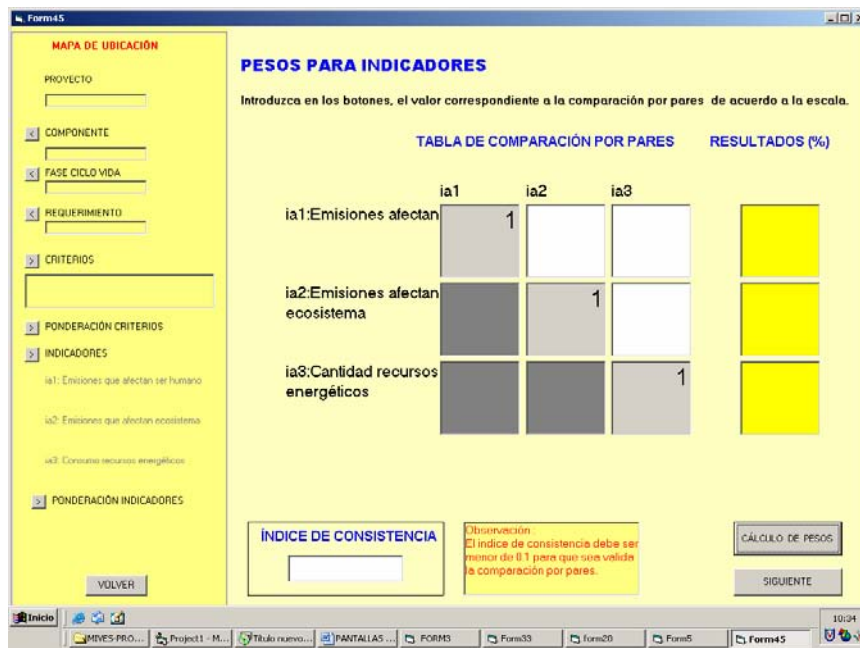 Form45
MAPA DE UBICACIÓN
PROYECTO
< COMPONENTE
< FASE CICLO VIDA
< REQUERIMIENTO
> CRITERIOS
> PONDERACIÓN CRITERIOS
> INDICADORES
ia1: Emisiones que afectan ser humano
ia2: Emisiones que afectan ecosistema
ia3: Consumo recursos energéticos
> PONDERACIÓN INDICADORES
VOLVER
PESOS PARA INDICADORES
Introduzca en los botones, el valor correspondiente a la comparación por pares de acuerdo a la escala.
TABLA DE COMPARACIÓN POR PARES RESULTADOS (%)
ia1 ia2 ia3
ia1:Emisiones afectan 1
ia2:Emisiones afectan 1
ecosistema
ia3:Cantidad recursos 1
energéticos
ÍNDICE DE CONSISTENCIA
Observación :
El indice de consistencia debe ser
menor de 0.1 para que sea valida
la comparación por pares.
CÁLCULO DE PESOS
SIGUIENTE
Inicio 10:34
MIVES-PRO... Project1 - M... Título nuevo... PANTALLAS ... FORM3 Form33 form20 Form5 Form45